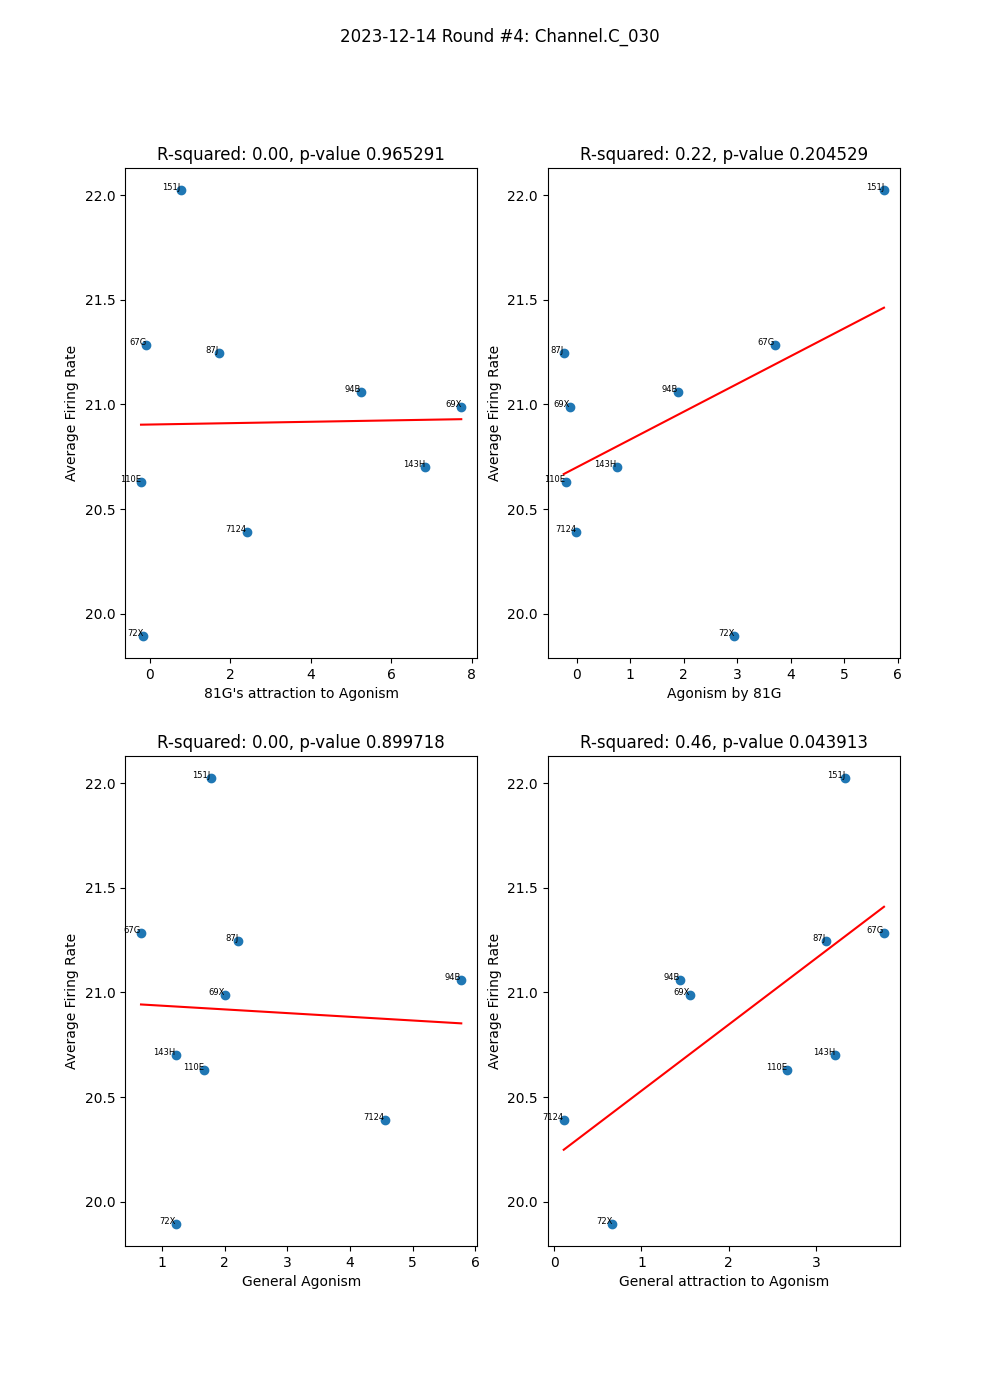 2023-12-14 Round #4: Channel.C_030
R-squared: 0.00, p-value 0.965291
22.0
21.5
21.0
20.5
20.0
Average Firing Rate
151J
67G
87J
94B
69X
143H
110E
7124
72X
0 2 4 6 8
81G's attraction to Agonism
R-squared: 0.22, p-value 0.204529
22.0
21.5
21.0
20.5
20.0
Average Firing Rate
151J
67G
87J
94B
69X
143H
110E
7124
72X
0 1 2 3 4 5 6
Agonism by 81G
R-squared: 0.00, p-value 0.899718
22.0
21.5
21.0
20.5
20.0
Average Firing Rate
151J
67G
87J
94B
69X
143H
110E
7124
72X
1 2 3 4 5 6
General Agonism
R-squared: 0.46, p-value 0.043913
22.0
21.5
21.0
20.5
20.0
Average Firing Rate
151J
67G
87J
94B
69X
143H
110E
7124
72X
0 1 2 3
General attraction to Agonism